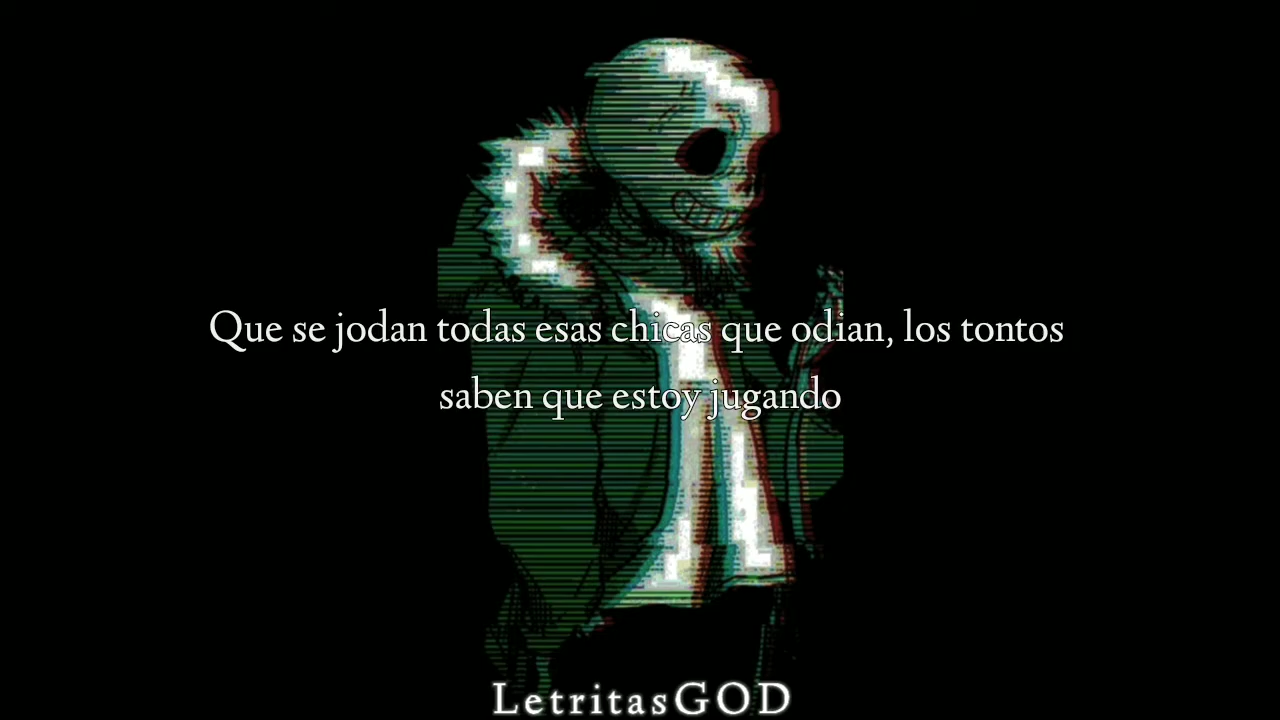 Que se jodan todas esas chicas que odian, los tontos
saben que estoy jugando
LetritasGOD